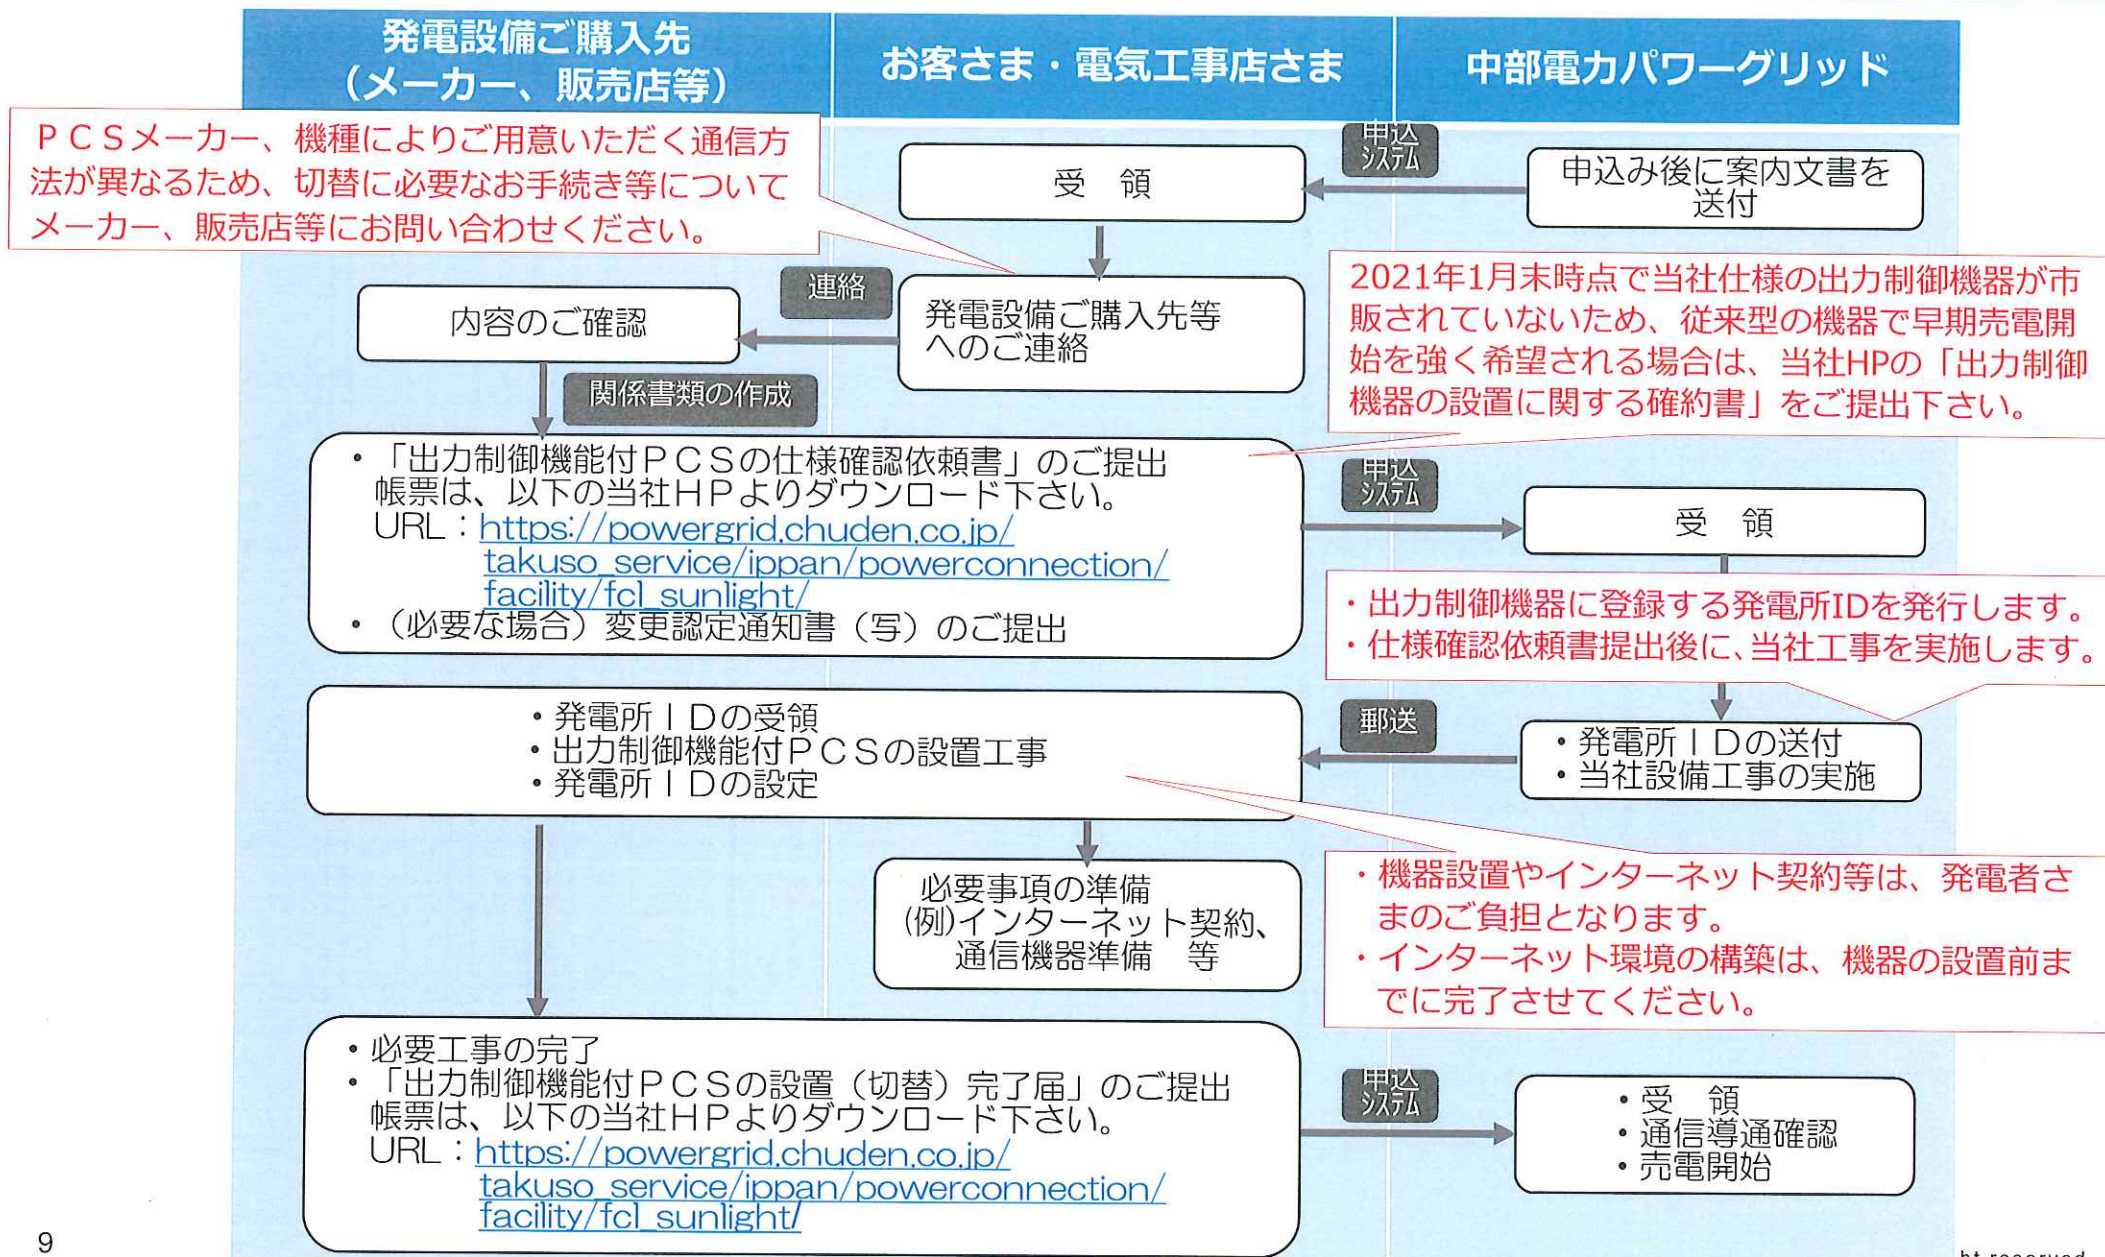 発電設備ご購入先
（メーカー、販売店等）
お客さま・電気工事店さま
中部電力パワーグリッド
ＰＣＳメーカー、機種によりご用意いただく通信方
法が異なるため、切替に必要なお手続き等について
メーカー、販売店等にお問い合わせください。
受　領
申込
システム
申込み後に案内文書を
送付
内容のご確認
連絡
発電設備ご購入先等
へのご連絡
2021年1月末時点で当社仕様の出力制御機器が市
販されていないため、従来型の機器で早期売電開
始を強く希望される場合は、当社HPの「出力制御
機器の設置に関する確約書」をご提出下さい。
関係書類の作成
・「出力制御機能付ＰＣＳの仕様確認依頼書」のご提出
帳票は、以下の当社ＨＰよりダウンロード下さい。
URL：https://powergrid.chuden.co.jp/
takuso_service/ippan/powerconnection/
facility/fcl_sunlight/
・（必要な場合）変更認定通知書（写）のご提出
申込
システム
受　領
・出力制御機器に登録する発電所IDを発行します。
・仕様確認依頼書提出後に、当社工事を実施します。
・発電所ＩＤの受領
・出力制御機能付ＰＣＳの設置工事
・発電所ＩＤの設定
郵送
・発電所ＩＤの送付
・当社設備工事の実施
必要事項の準備
(例)インターネット契約、
通信機器準備　等
・機器設置やインターネット契約等は、発電者さ
まのご負担となります。
・インターネット環境の構築は、機器の設置前ま
でに完了させてください。
・必要工事の完了
・「出力制御機能付ＰＣＳの設置（切替）完了届」のご提出
帳票は、以下の当社ＨＰよりダウンロード下さい。
URL：https://powergrid.chuden.co.jp/
takuso_service/ippan/powerconnection/
facility/fcl_sunlight/
申込
システム
・受　領
・通信導通確認
・売電開始
9